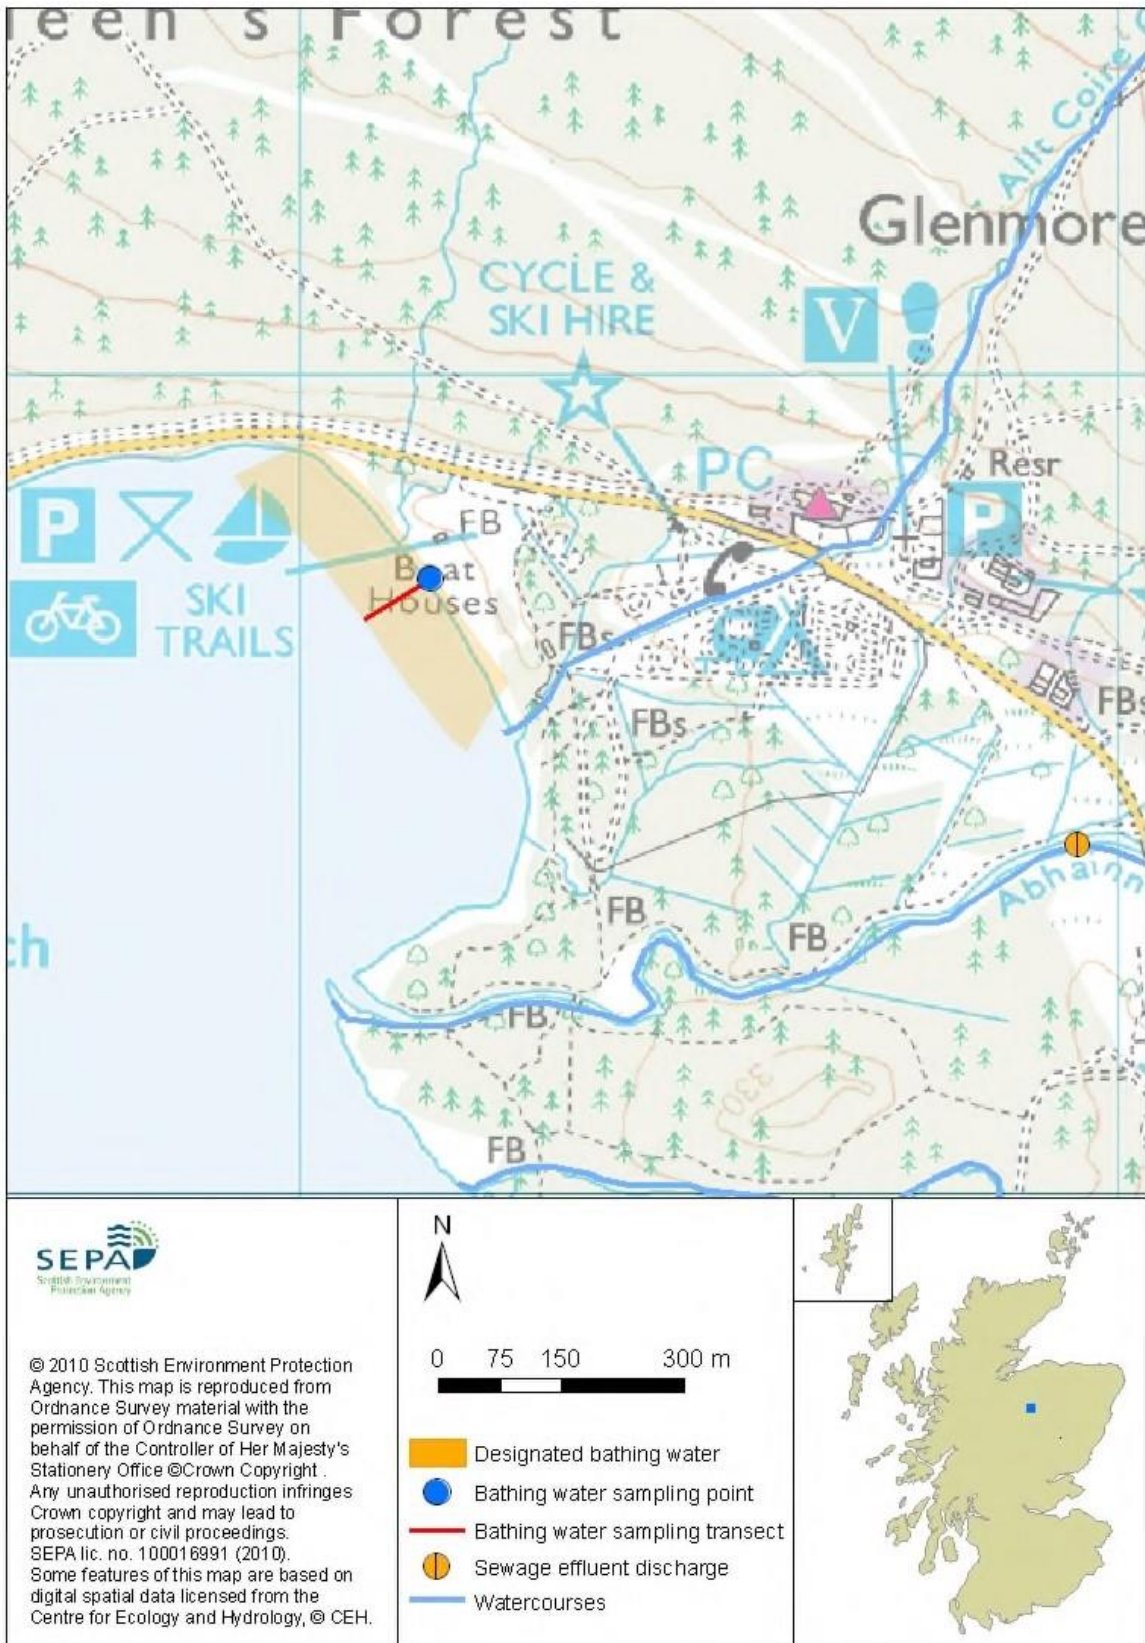 een's Forest
Allt Coire
Glenmore
CYCLE &
SKI HIRE
V
PC
Resr
P
P
FB
Boat
Houses
SKI
TRAILS
FBs
FBs
FBs
Abhainn
FB
FB
ch
FB
330
FB
SEPA
Scottish Environment
Protection Agency
© 2010 Scottish Environment Protection
Agency. This map is reproduced from
Ordnance Survey material with the
permission of Ordnance Survey on
behalf of the Controller of Her Majesty's
Stationery Office ©Crown Copyright .
Any unauthorised reproduction infringes
Crown copyright and may lead to
prosecution or civil proceedings.
SEPA lic. no. 100016991 (2010).
Some features of this map are based on
digital spatial data licensed from the
Centre for Ecology and Hydrology, © CEH.
N
0 75 150 300 m
Designated bathing water
Bathing water sampling point
Bathing water sampling transect
Sewage effluent discharge
Watercourses